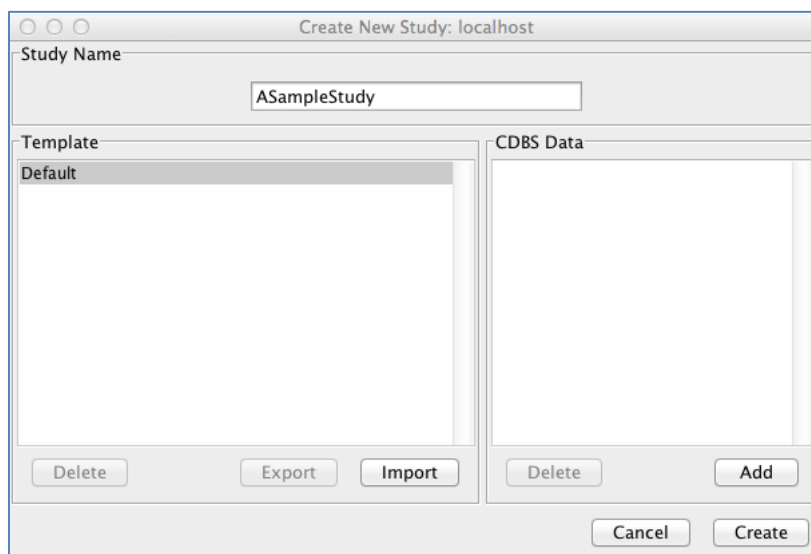 Create New Study: localhost
Study Name
ASampleStudy
Template
CDBS Data
Default
Delete
Export
Import
Delete
Add
Cancel
Create